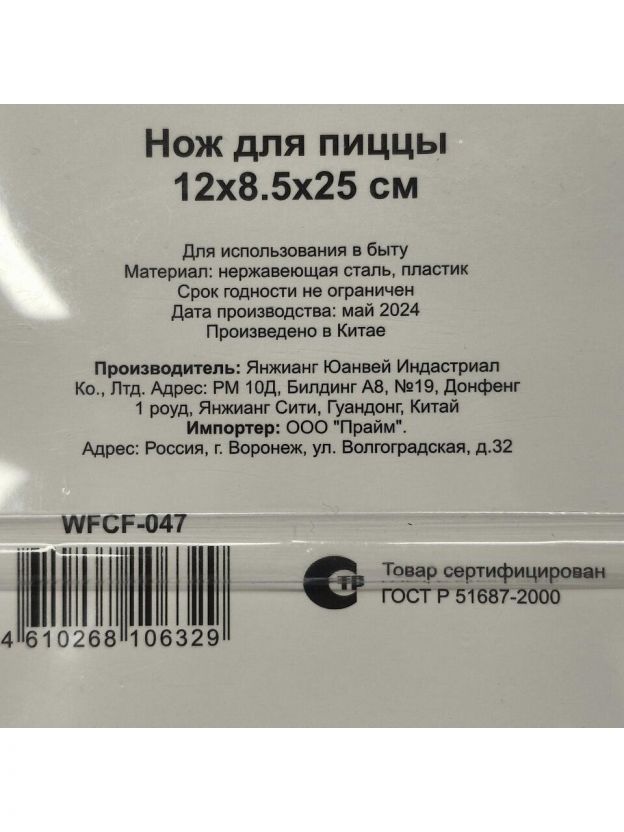 Нож для пиццы
12х8.5х25 см
Для использования в быту
Материал: нержавеющая сталь, пластик
Срок годности не ограничен
Дата производства: май 2024
Произведено в Китае
Производитель: Янжианг Юанвей Индастриал
Ко., Лтд. Адрес: РМ 10Д, Билдинг А8, №19, Донфенг
1 роуд, Янжианг Сити, Гуандонг, Китай
Импортер: ООО "Прайм".
Адрес: Россия, г. Воронеж, ул. Волгоградская, д.32
WFCF-047
4 610268 106329
СТР
Товар сертифицирован
ГОСТ Р 51687-2000